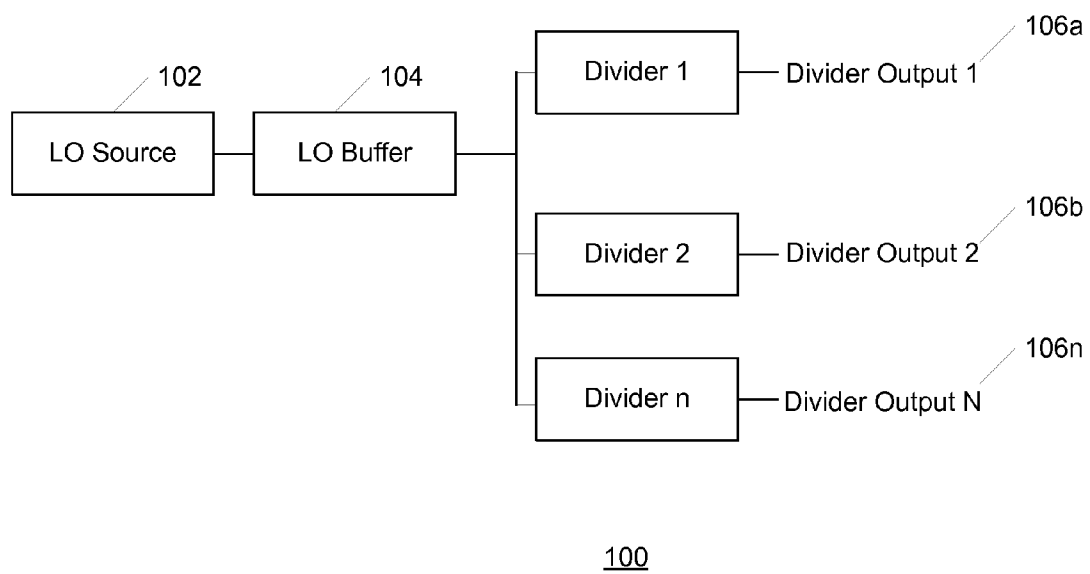 106a
102
104
Divider 1
Divider Output 1
LO Source
LO Buffer
106b
Divider 2
Divider Output 2
106n
Divider n
Divider Output N
100